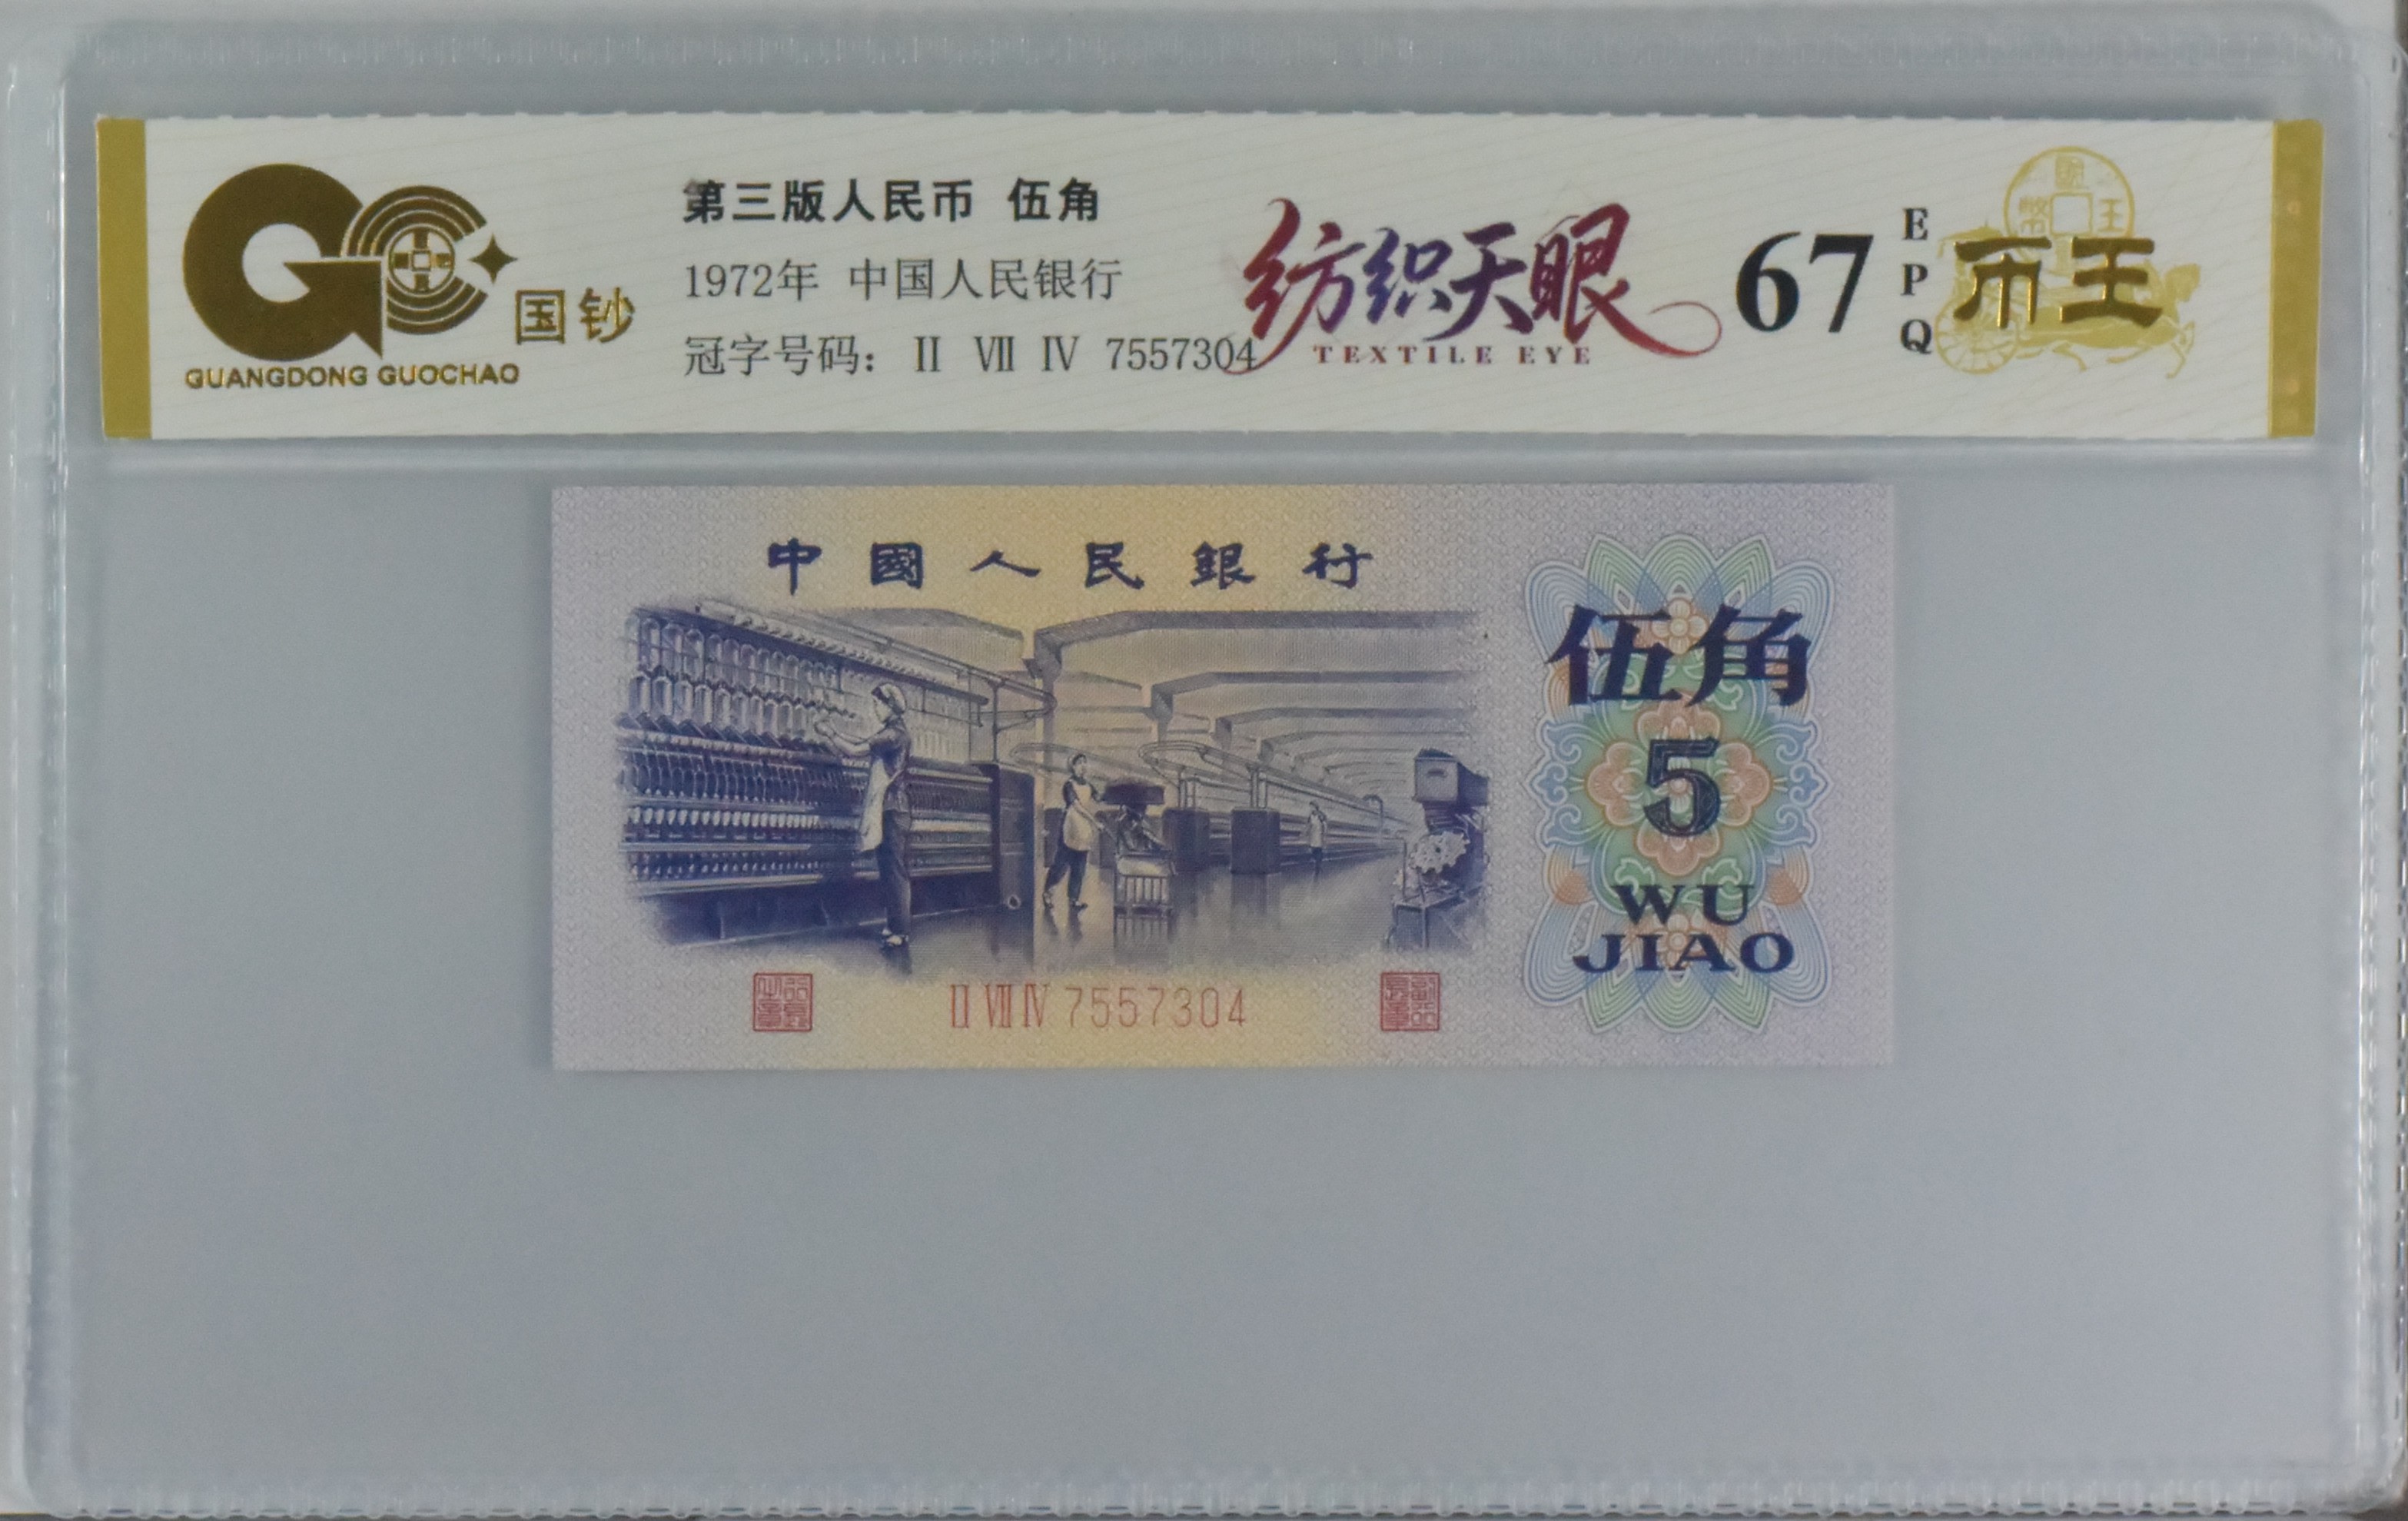 GC
国钞
GUANGDONG GUOCHAO
第三版人民币 伍角
1972年 中国人民银行
冠字号码： Ⅱ Ⅶ Ⅳ 7557304
纺织天眼
TEXTILE EYE
67
E
P
Q
币王
中國人民銀行
伍角
5
WU
JIAO
Ⅱ Ⅶ Ⅳ 7557304